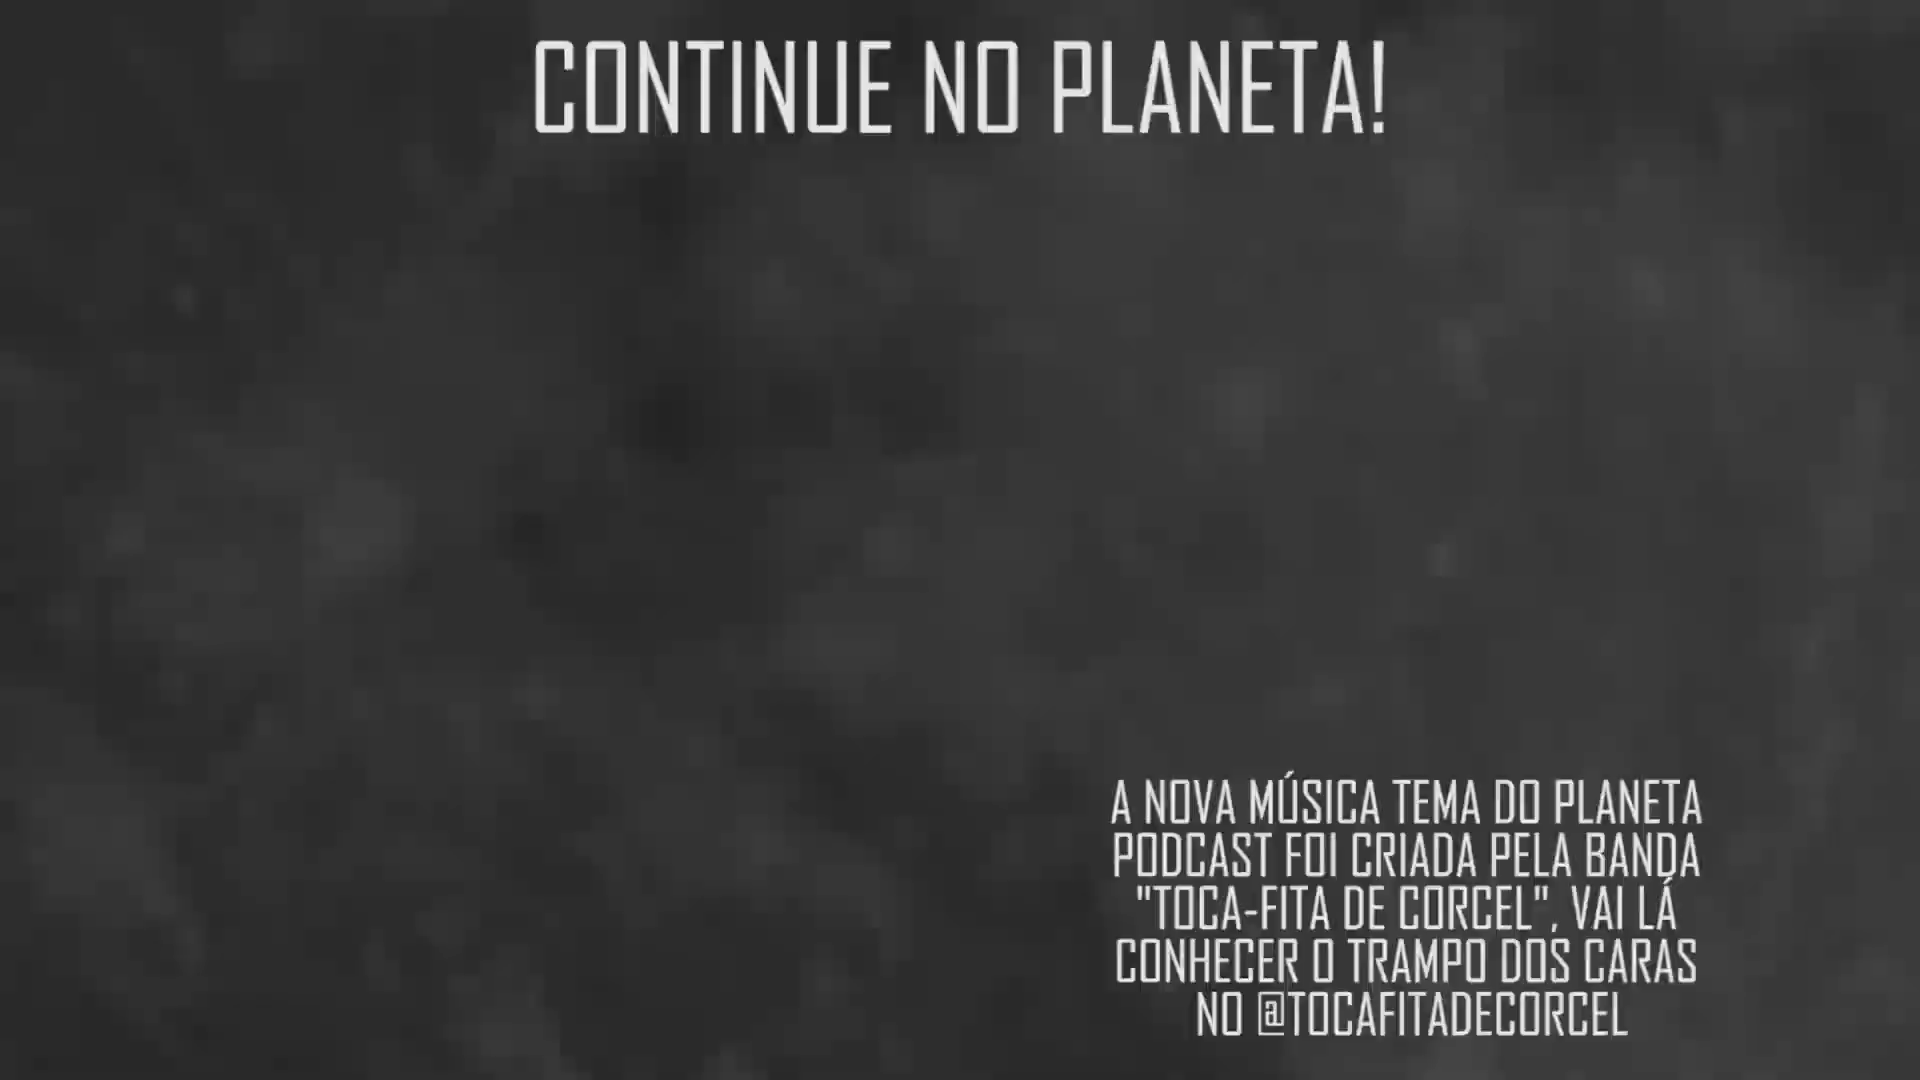 CONTINUE NO PLANETA!
A NOVA MÚSICA TEMA DO PLANETA
PODCAST FOI CRIADA PELA BANDA
"TOCA-FITA DE CORCEL", VAI LÁ
CONHECER O TRAMPO DOS CARAS
NO @TOCAFITADECORCEL